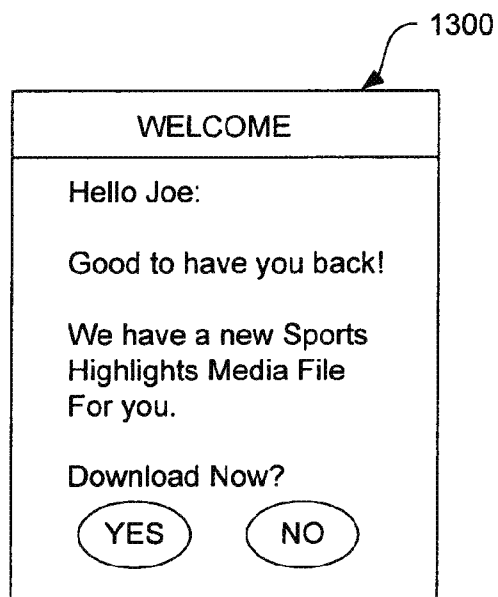 1300
WELCOME
Hello Joe:
Good to have you back!
We have a new Sports
Highlights Media File
For you.
Download Now?
YES NO